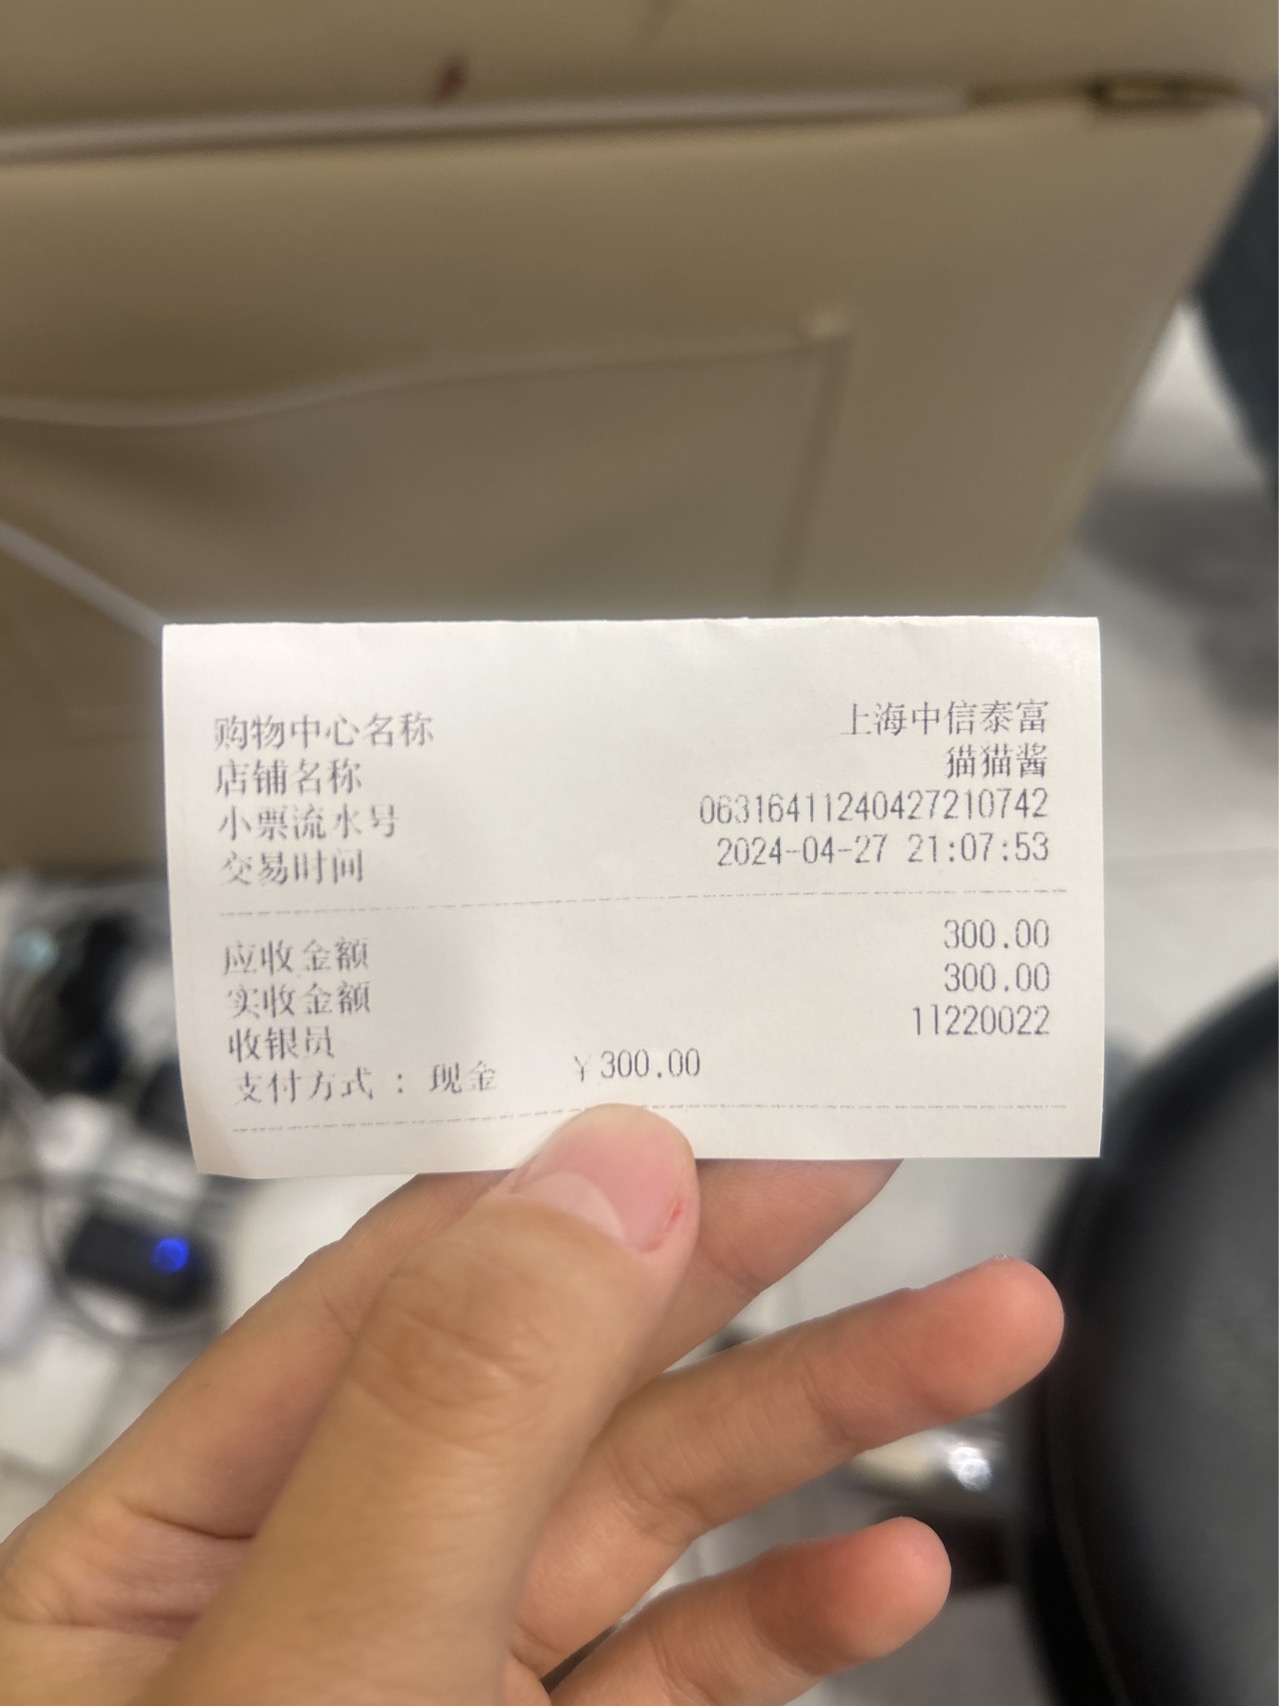 购物中心名称 上海中信泰富
店铺名称 猫猫酱
小票流水号 06316411240427210742
交易时间 2024-04-27 21:07:53
应收金额 300.00
实收金额 300.00
收银员 11220022
支付方式 : 现金 ¥300.00